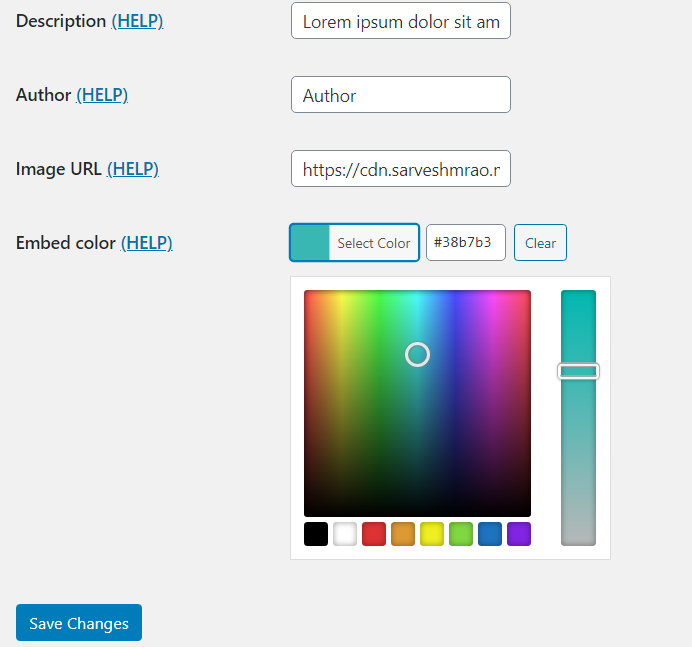 Description (HELP) Lorem ipsum dolor sit am
Author (HELP) Author
Image URL (HELP) https://cdn.sarveshmrao.r
Embed color (HELP) Select Color #38b7b3 Clear
Save Changes